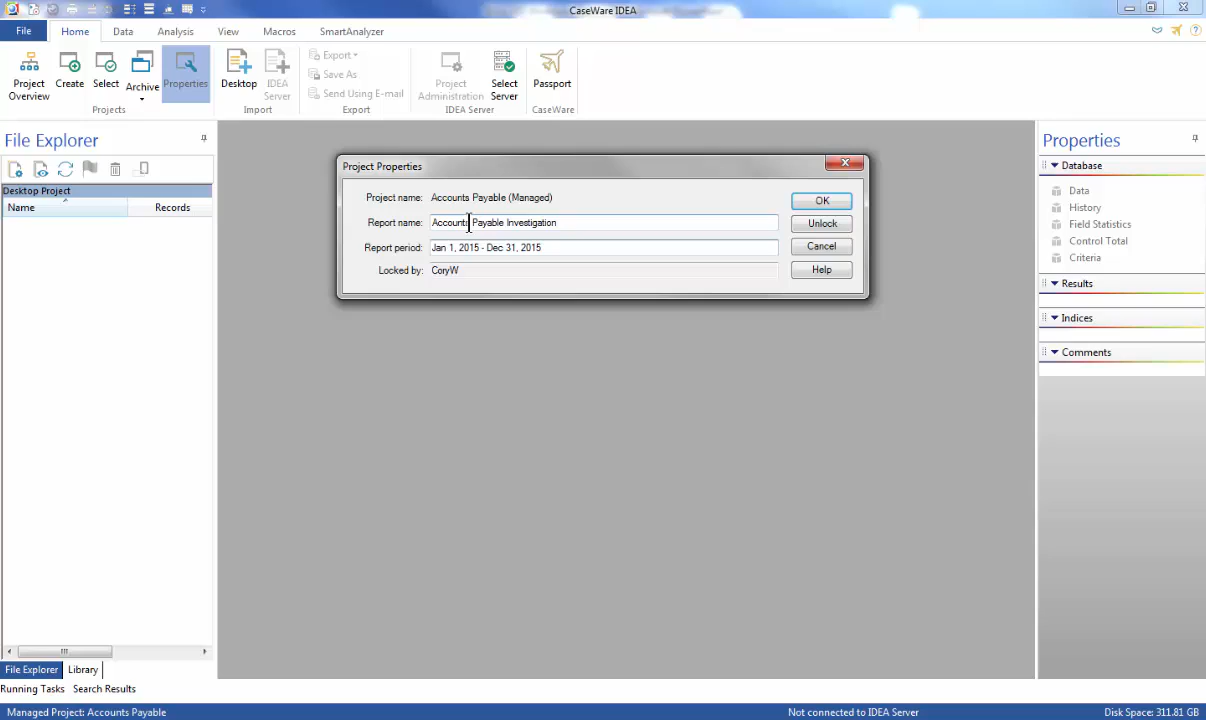 CaseWare IDEA
File Home Data Analysis View Macros SmartAnalyzer
Project Overview
Create
Select
Archive
Properties
Projects
Desktop
IDEA Server
Import
Export
Save As
Send Using E-mail
Export
Project Administration
Select Server
IDEA Server
Passport
CaseWare
File Explorer
Desktop Project
Name Records
File Explorer Library
Project Properties
Project name: Accounts Payable (Managed)
Report name: Accounts Payable Investigation
Report period: Jan 1, 2015 - Dec 31, 2015
Locked by: CoryW
OK
Unlock
Cancel
Help
Properties
Database
Data
History
Field Statistics
Control Total
Criteria
Results
Indices
Comments
Running Tasks Search Results
Managed Project: Accounts Payable Not connected to IDEA Server Disk Space: 311.81 GB